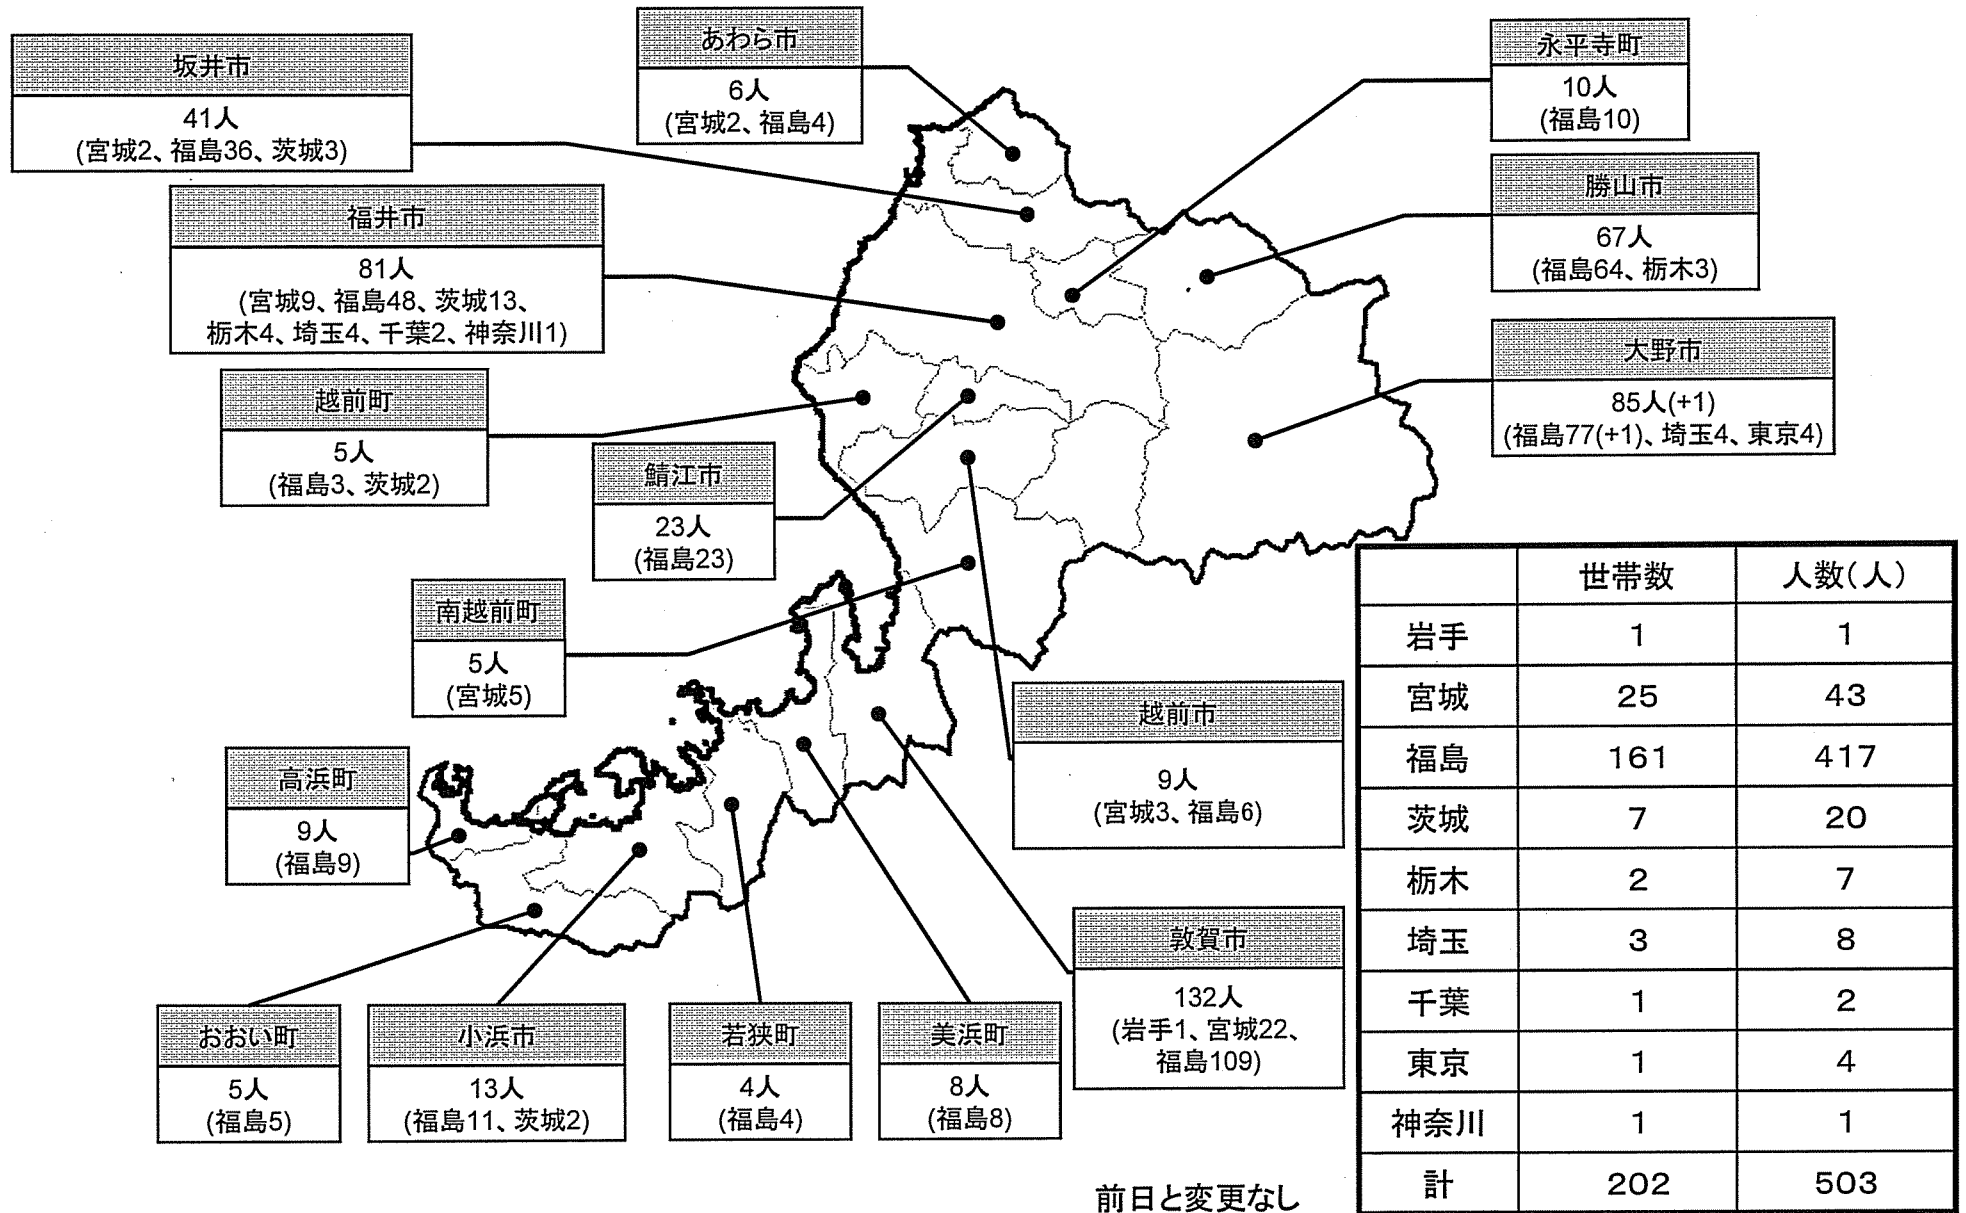 あわら市
6人
(宮城2、福島4)
永平寺町
10人
(福島10)
坂井市
41人
(宮城2、福島36、茨城3)
勝山市
67人
(福島64、栃木3)
福井市
81人
(宮城9、福島48、茨城13、
栃木4、埼玉4、千葉2、神奈川1)
大野市
85人(+1)
(福島77(+1)、埼玉4、東京4)
越前町
5人
(福島3、茨城2)
鯖江市
23人
(福島23)
南越前町
5人
(宮城5)
越前市
9人
(宮城3、福島6)
高浜町
9人
(福島9)
敦賀市
132人
(岩手1、宮城22、
福島109)
おおい町
5人
(福島5)
小浜市
13人
(福島11、茨城2)
若狭町
4人
(福島4)
美浜町
8人
(福島8)
世帯数 人数(人)
岩手 1 1
宮城 25 43
福島 161 417
茨城 7 20
栃木 2 7
埼玉 3 8
千葉 1 2
東京 1 4
神奈川 1 1
計 202 503
前日と変更なし